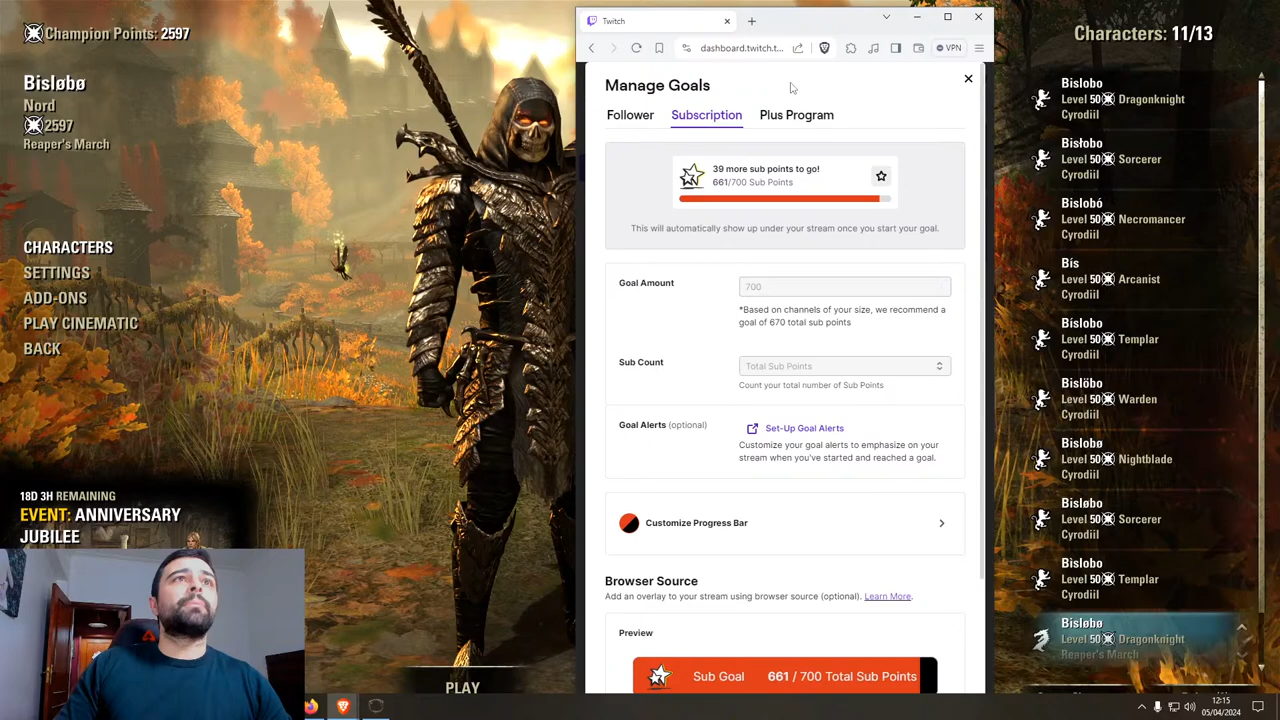 Champion Points: 2597
Bisløbø
Nord
2597
Reaper's March
CHARACTERS
SETTINGS
ADD-ONS
PLAY CINEMATIC
BACK
18D 3H REMAINING
EVENT: ANNIVERSARY
JUBILEE
PLAY
Twitch
dashboard.twitch.t...
VPN
Manage Goals
Follower
Subscription
Plus Program
39 more sub points to go!
661/700 Sub Points
This will automatically show up under your stream once you start your goal.
Goal Amount
700
*Based on channels of your size, we recommend a
goal of 670 total sub points
Sub Count
Total Sub Points
Count your total number of Sub Points
Goal Alerts (optional)
Set-Up Goal Alerts
Customize your goal alerts to emphasize on your
stream when you've started and reached a goal.
Customize Progress Bar
Browser Source
Add an overlay to your stream using browser source (optional). Learn More.
Preview
Sub Goal 661 / 700 Total Sub Points
Characters: 11/13
Bislobo
Level 50 Dragonknight
Cyrodiil
Bislobø
Level 50 Sorcerer
Cyrodiil
Bislobó
Level 50 Necromancer
Cyrodiil
Bís
Level 50 Arcanist
Cyrodiil
Bíslobo
Level 50 Templar
Cyrodiil
Bislöbo
Level 50 Warden
Cyrodiil
Bisløbo
Level 50 Nightblade
Cyrodiil
Bisløbo
Level 50 Sorcerer
Cyrodiil
Bìslobo
Level 50 Templar
Cyrodiil
Bisløbø
Level 50 Dragonknight
Reaper's March
12:15
05/04/2024